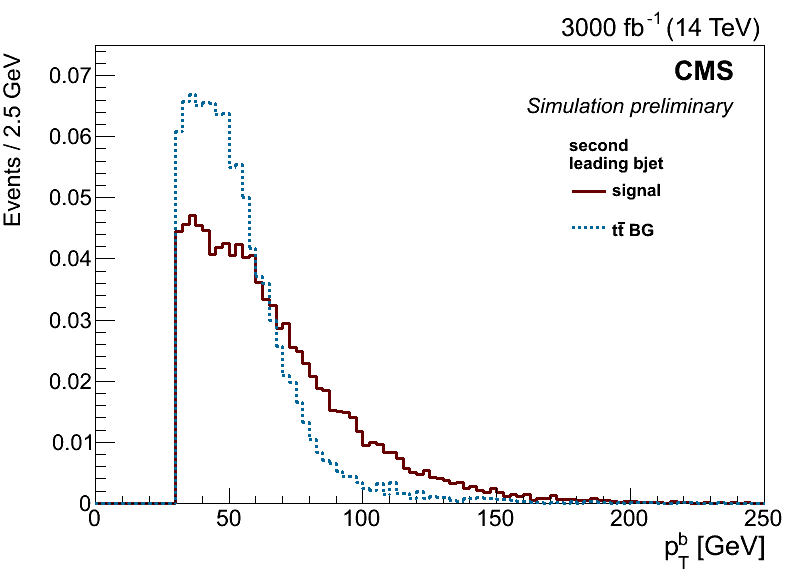 3000 fb⁻¹ (14 TeV)
Events / 2.5 GeV
CMS
Simulation preliminary
second
leading bjet
signal
tt̄ BG
0.07
0.06
0.05
0.04
0.03
0.02
0.01
0
0 50 100 150 200 250
p_T^b [GeV]